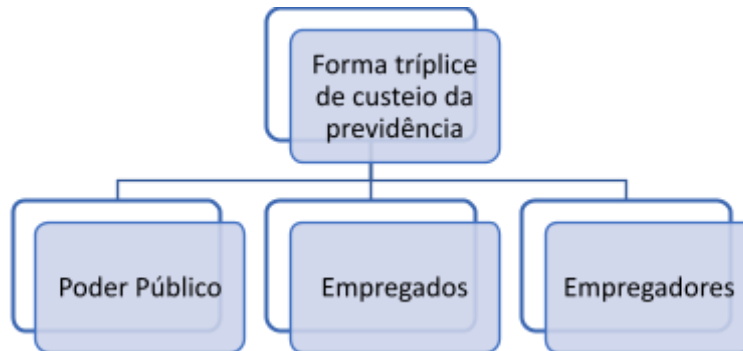 Forma tríplice
de custeio da
previdência
Poder Público
Empregados
Empregadores